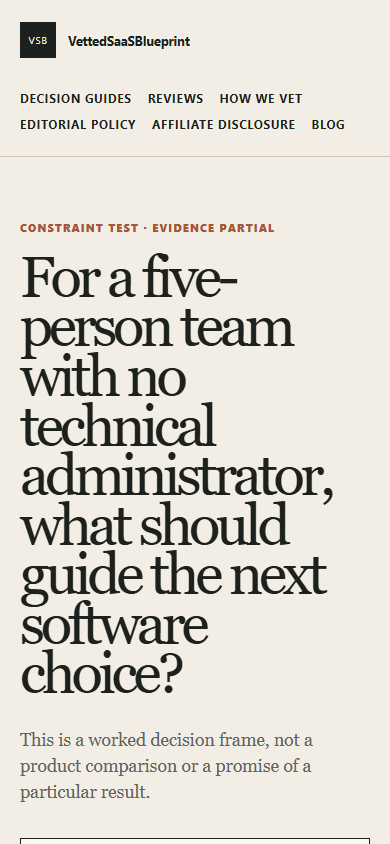 VSB VettedSaaSBlueprint
DECISION GUIDES REVIEWS HOW WE VET
EDITORIAL POLICY AFFILIATE DISCLOSURE BLOG
CONSTRAINT TEST · EVIDENCE PARTIAL
For a five-
person team
with no
technical
administrator,
what should
guide the next
software
choice?
This is a worked decision frame, not a
product comparison or a promise of a
particular result.